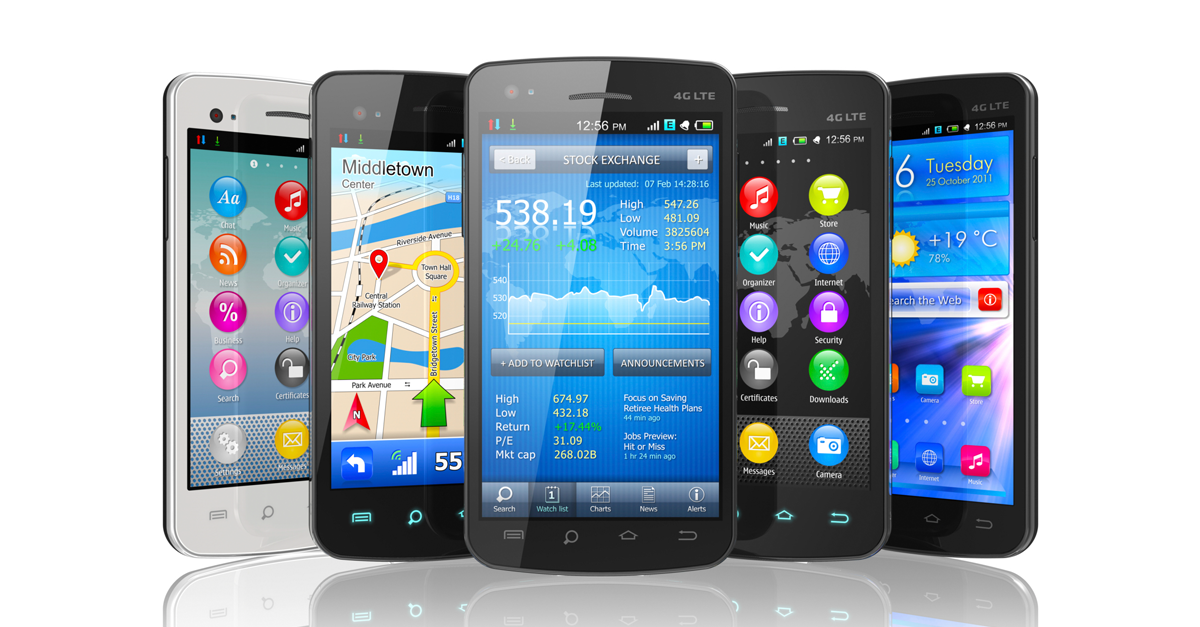 Aa
Chat
Music
News
Organizer
%
Business
Help
Search
Certificates
Settings
Messages
Middletown
Center
M18
Riverside Avenue
Town Hall
Square
Central
Railway Station
Bridgetown Street
City Park
Park Avenue
N
55
4G LTE
12:56 PM
E
< Back
STOCK EXCHANGE
+
Last updated: 07 Feb 14:28:16
538.19
+24.76 +4.08
High 547.26
Low 481.09
Volume 3825604
Time 3:56 PM
540
530
520
+ ADD TO WATCHLIST
ANNOUNCEMENTS
High 674.97
Low 432.18
Return +17.44%
P/E 31.09
Mkt cap 268.02B
Focus on Saving
Retiree Health Plans
44 min ago
Jobs Preview:
Hit or Miss
1 hr 24 min ago
1
Search
Watch list
Charts
News
Alerts
4G LTE
E
12:56 PM
Music
Store
Organizer
Internet
Help
Security
Certificates
Downloads
Messages
Camera
4G LTE
E
12:56 PM
6
Tuesday
25 October 2011
+19 °C
78%
the Web
Camera
Store
Internet
Music